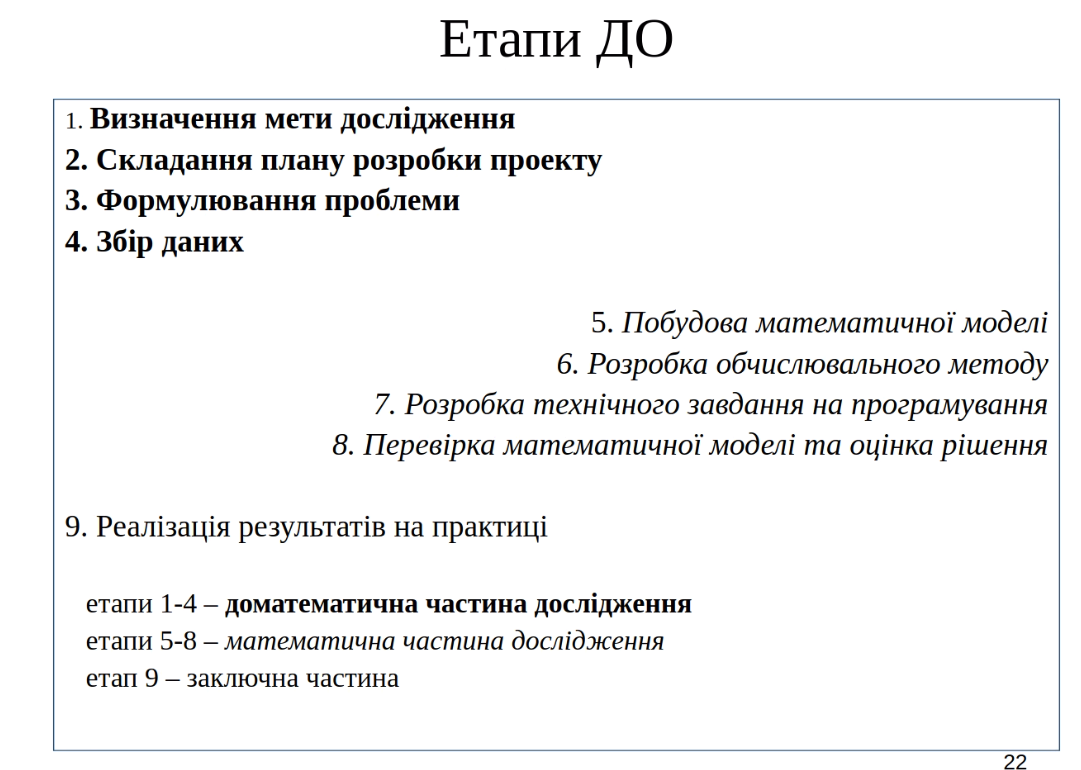 Етапи ДО
1. Визначення мети дослідження
2. Складання плану розробки проекту
3. Формулювання проблеми
4. Збір даних
5. Побудова математичної моделі
6. Розробка обчислювального методу
7. Розробка технічного завдання на програмування
8. Перевірка математичної моделі та оцінка рішення
9. Реалізація результатів на практиці
етапи 1-4 – доматематична частина дослідження
етапи 5-8 – математична частина дослідження
етап 9 – заключна частина
22